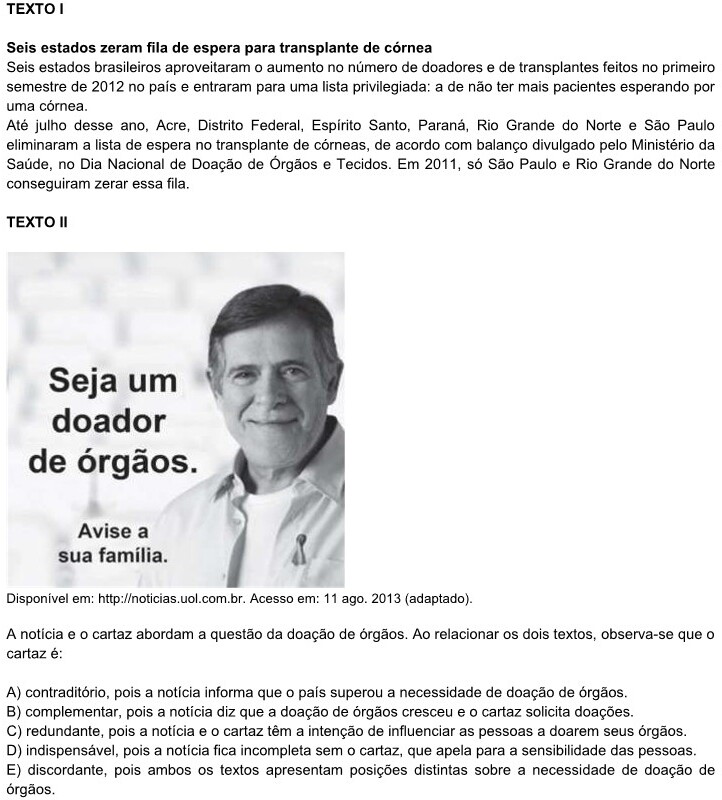 TEXTO I
Seis estados zeram fila de espera para transplante de córnea
Seis estados brasileiros aproveitaram o aumento no número de doadores e de transplantes feitos no primeiro
semestre de 2012 no país e entraram para uma lista privilegiada: a de não ter mais pacientes esperando por
uma córnea.
Até julho desse ano, Acre, Distrito Federal, Espírito Santo, Paraná, Rio Grande do Norte e São Paulo
eliminaram a lista de espera no transplante de córneas, de acordo com balanço divulgado pelo Ministério da
Saúde, no Dia Nacional de Doação de Órgãos e Tecidos. Em 2011, só São Paulo e Rio Grande do Norte
conseguiram zerar essa fila.
TEXTO II
Seja um
doador
de órgãos.
Avise a
sua família.
Disponível em: http://noticias.uol.com.br. Acesso em: 11 ago. 2013 (adaptado).
A notícia e o cartaz abordam a questão da doação de órgãos. Ao relacionar os dois textos, observa-se que o
cartaz é:
A) contraditório, pois a notícia informa que o país superou a necessidade de doação de órgãos.
B) complementar, pois a notícia diz que a doação de órgãos cresceu e o cartaz solicita doações.
C) redundante, pois a notícia e o cartaz têm a intenção de influenciar as pessoas a doarem seus órgãos.
D) indispensável, pois a notícia fica incompleta sem o cartaz, que apela para a sensibilidade das pessoas.
E) discordante, pois ambos os textos apresentam posições distintas sobre a necessidade de doação de
órgãos.